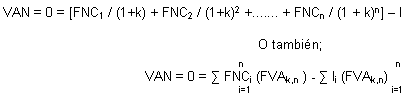 VAN = 0 = [FNC₁ / (1+k) + FNC₂ / (1+k)² +....... + FNCₙ / (1 + k)ⁿ] – I
O también;
VAN = 0 = ∑ FNCᵢ (FVAₖ,ₙ ) - ∑ Iᵢ (FVAₖ,ₙ)
n n
i=1 i=1